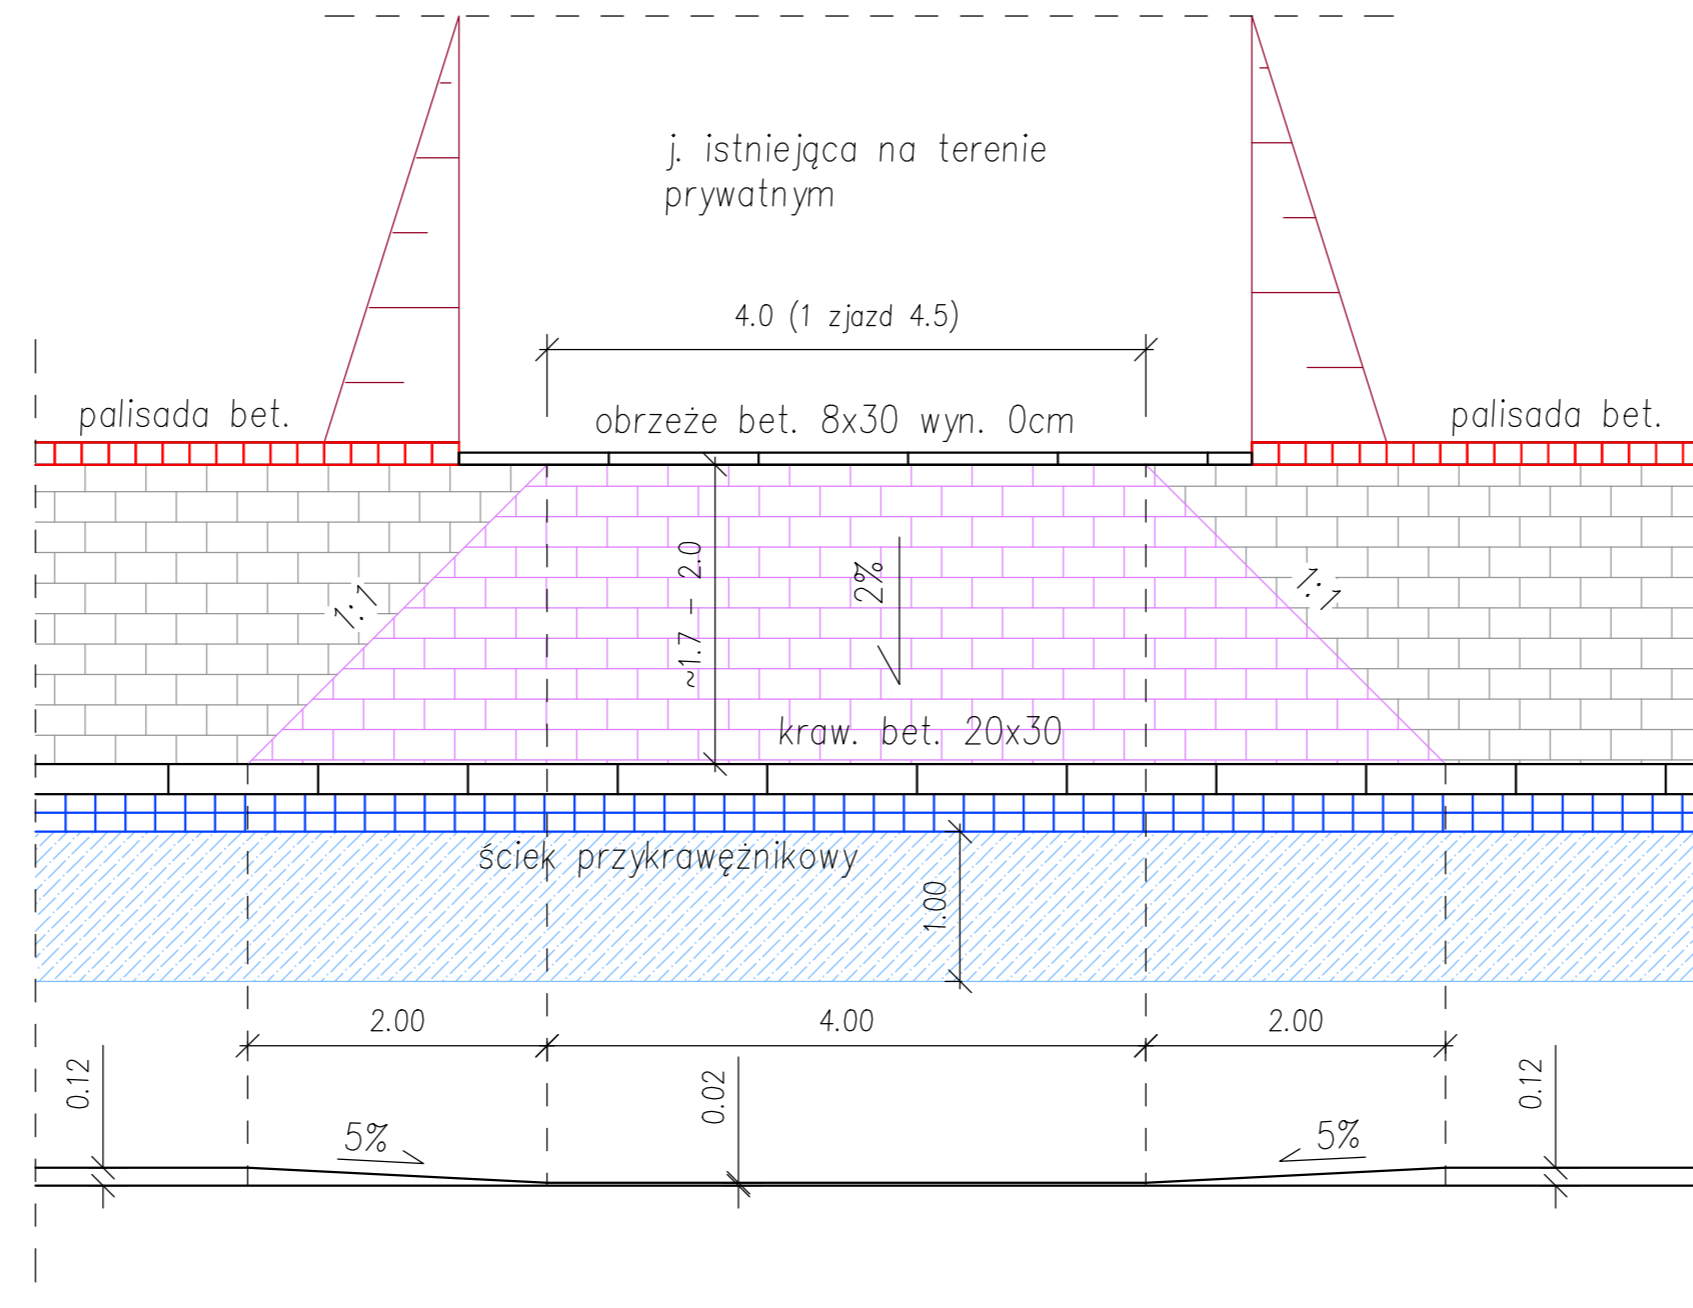 j. istniejąca na terenie
prywatnym
4.0 (1 zjazd 4.5)
palisada bet.
obrzeże bet. 8x30 wyn. 0cm
palisada bet.
1:1
~1.7 - 2.0
2%
1:1
kraw. bet. 20x30
ściek przykrawężnikowy
1.00
2.00
4.00
2.00
0.12
0.02
0.12
5%
5%